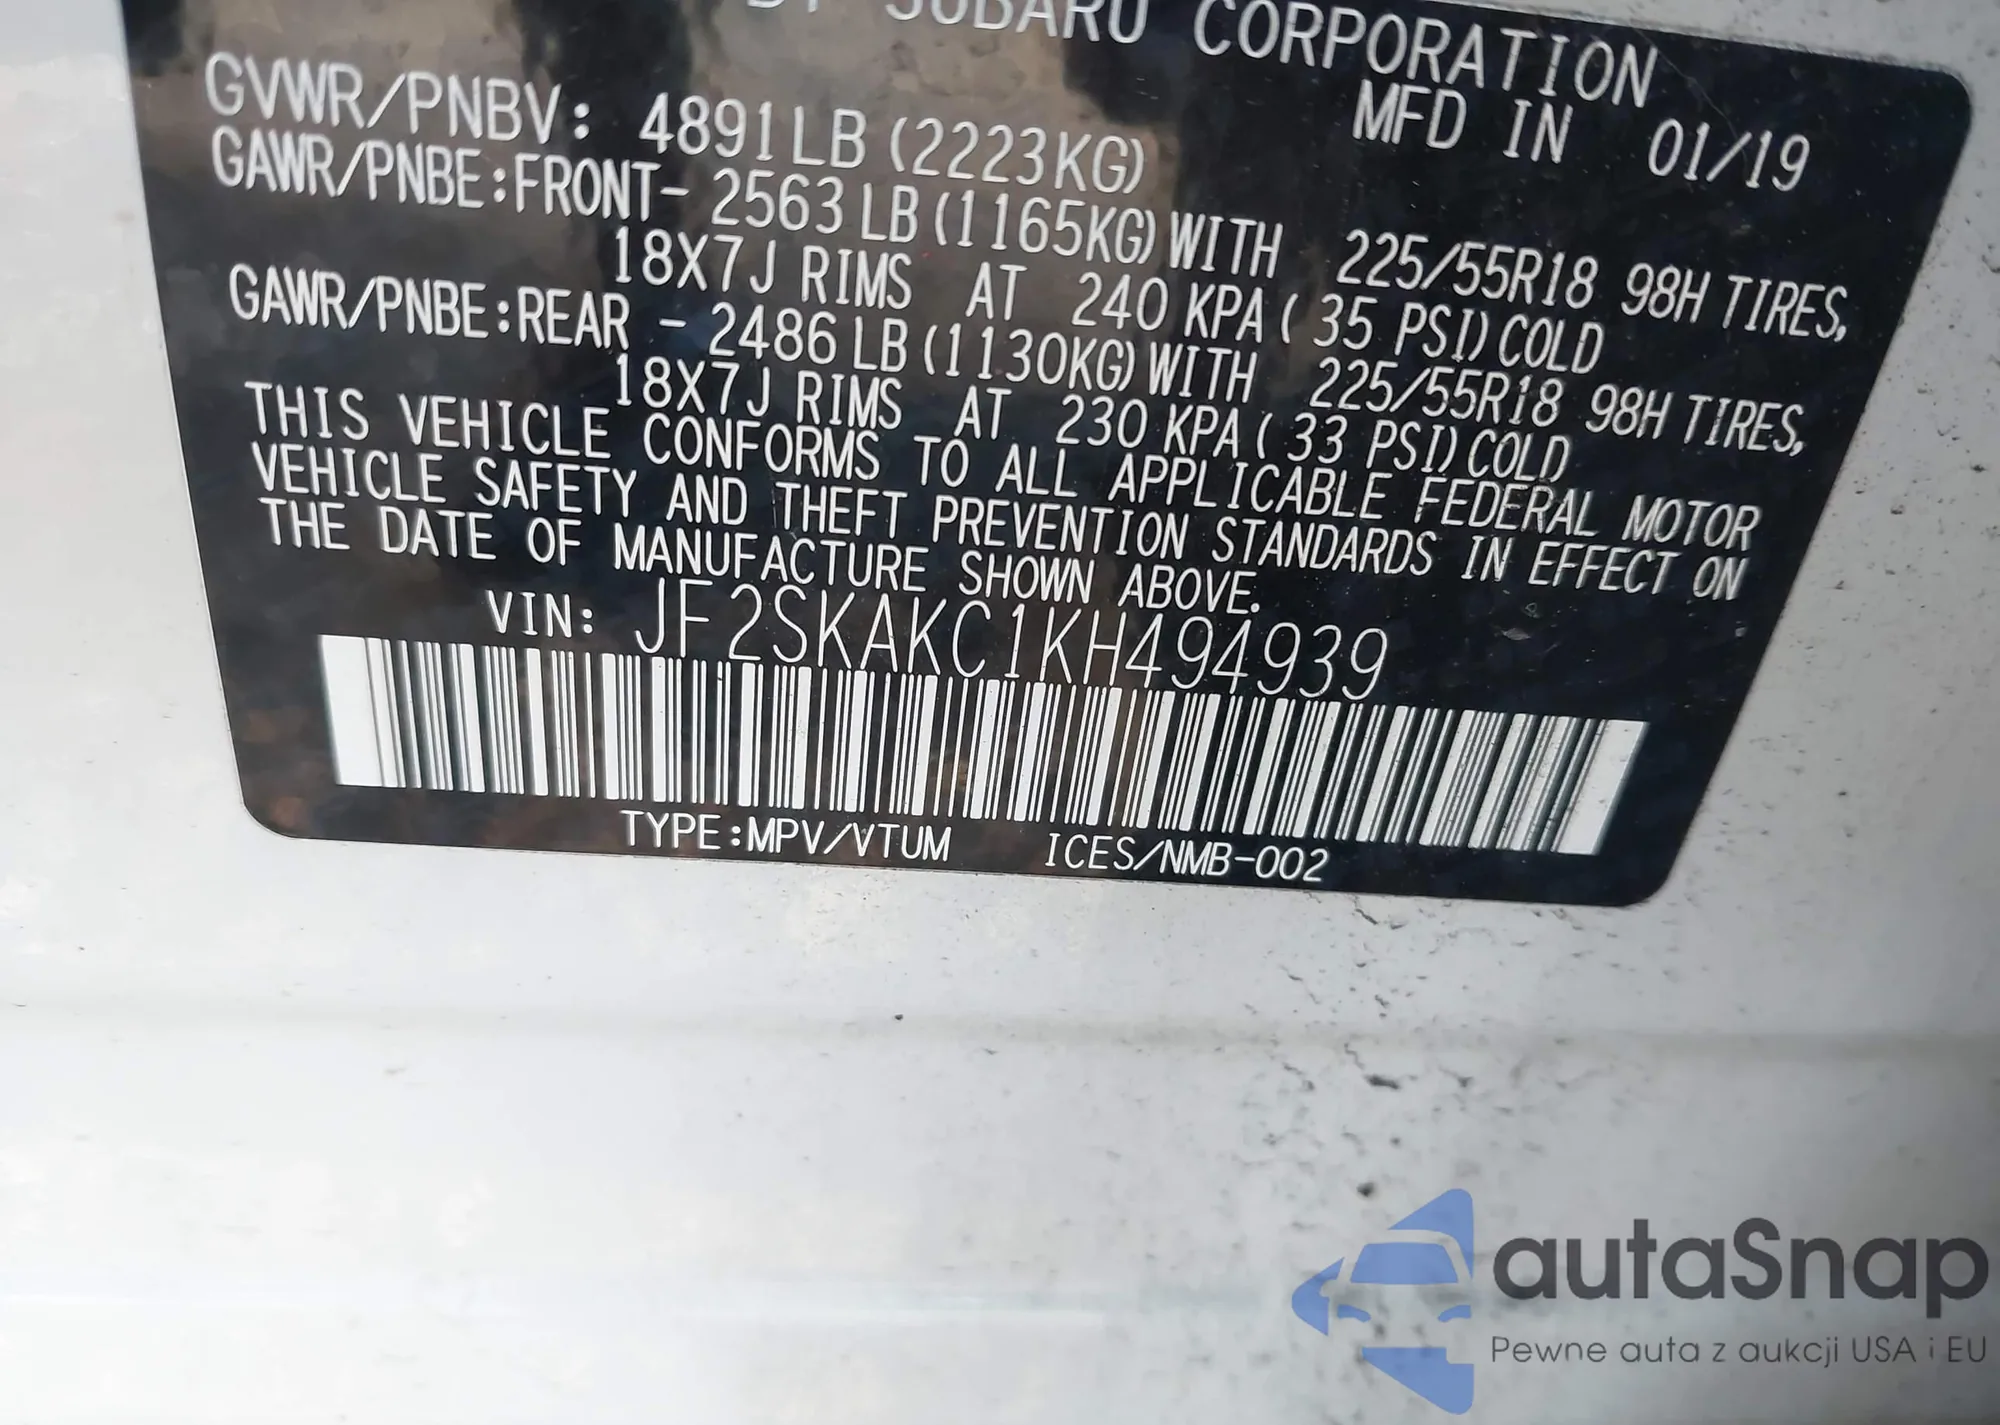 BY SUBARU CORPORATION
GVWR/PNBV: 4891LB (2223KG) MFD IN 01/19
GAWR/PNBE:FRONT- 2563LB(1165KG)WITH 225/55R18 98H TIRES,
18X7J RIMS AT 240 KPA( 35 PSI)COLD
GAWR/PNBE:REAR - 2486LB(1130KG)WITH 225/55R18 98H TIRES,
18X7J RIMS AT 230 KPA( 33 PSI)COLD
THIS VEHICLE CONFORMS TO ALL APPLICABLE FEDERAL MOTOR
VEHICLE SAFETY AND THEFT PREVENTION STANDARDS IN EFFECT ON
THE DATE OF MANUFACTURE SHOWN ABOVE.
VIN: JF2SKAKC1KH494939
TYPE:MPV/VTUM ICES/NMB-002
autaSnap
Pewne auta z aukcji USA i EU